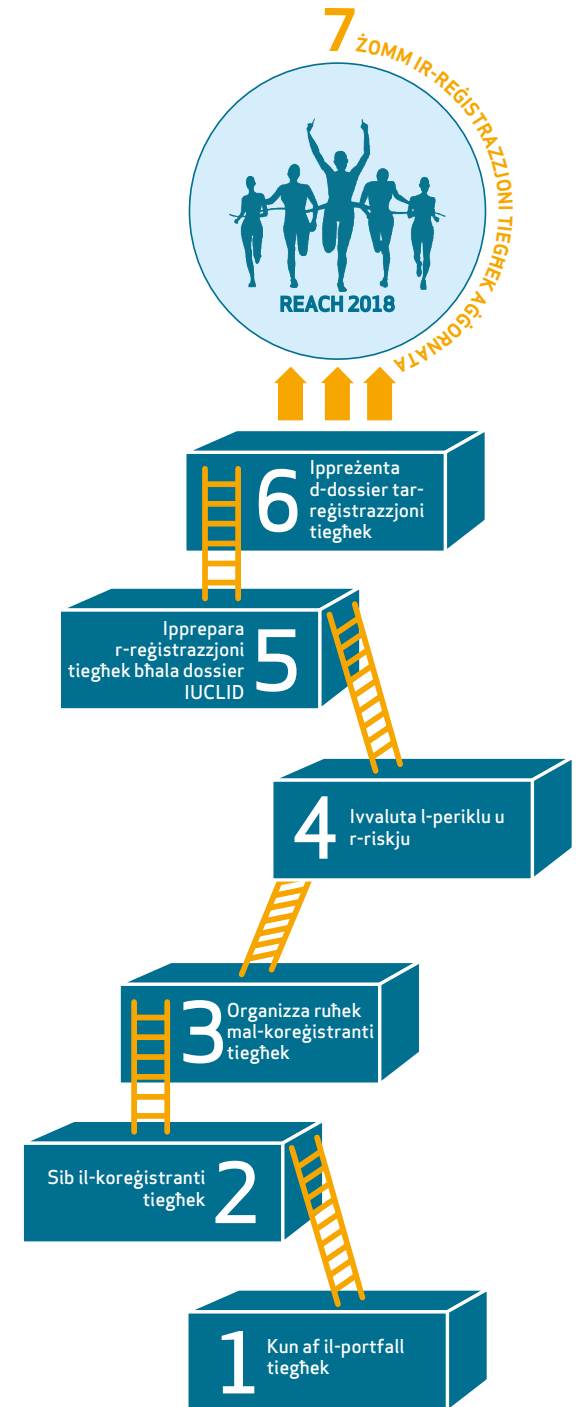 7 ŻOMM IR-REĠISTRAZZJONI TIEGĦEK AĠĠORNATA
REACH 2018
6
Ippreżenta
d-dossier tar-
reġistrazzjoni
tiegħek
Ipprepara
r-reġistrazzjoni
tiegħek bħala dossier
IUCLID
5
4
Ivvaluta l-periklu u
r-riskju
3
Organizza ruħek
mal-koreġistranti
tiegħek
Sib il-koreġistranti
tiegħek
2
1
Kun af il-portfall
tiegħek